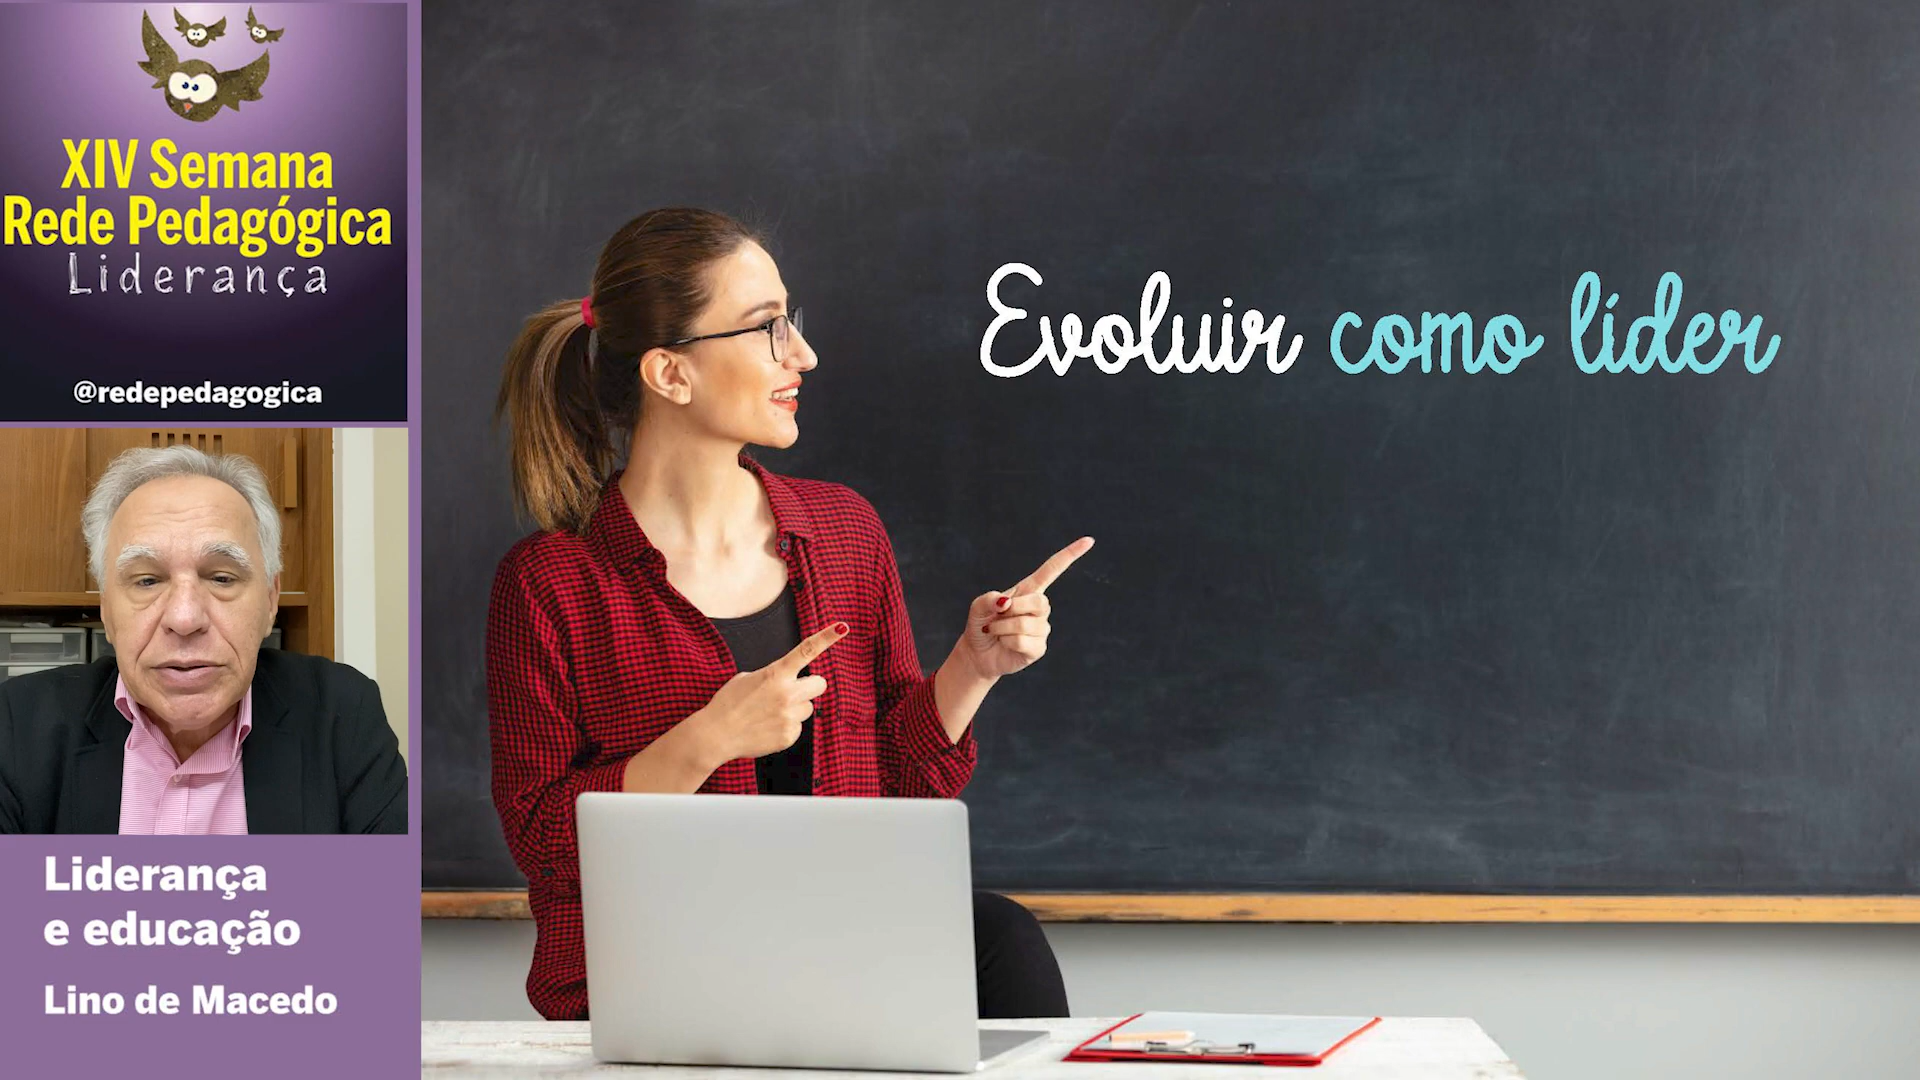 XIV Semana
Rede Pedagógica
Liderança
@redepedagogica
Liderança
e educação
Lino de Macedo
Evoluir como líder